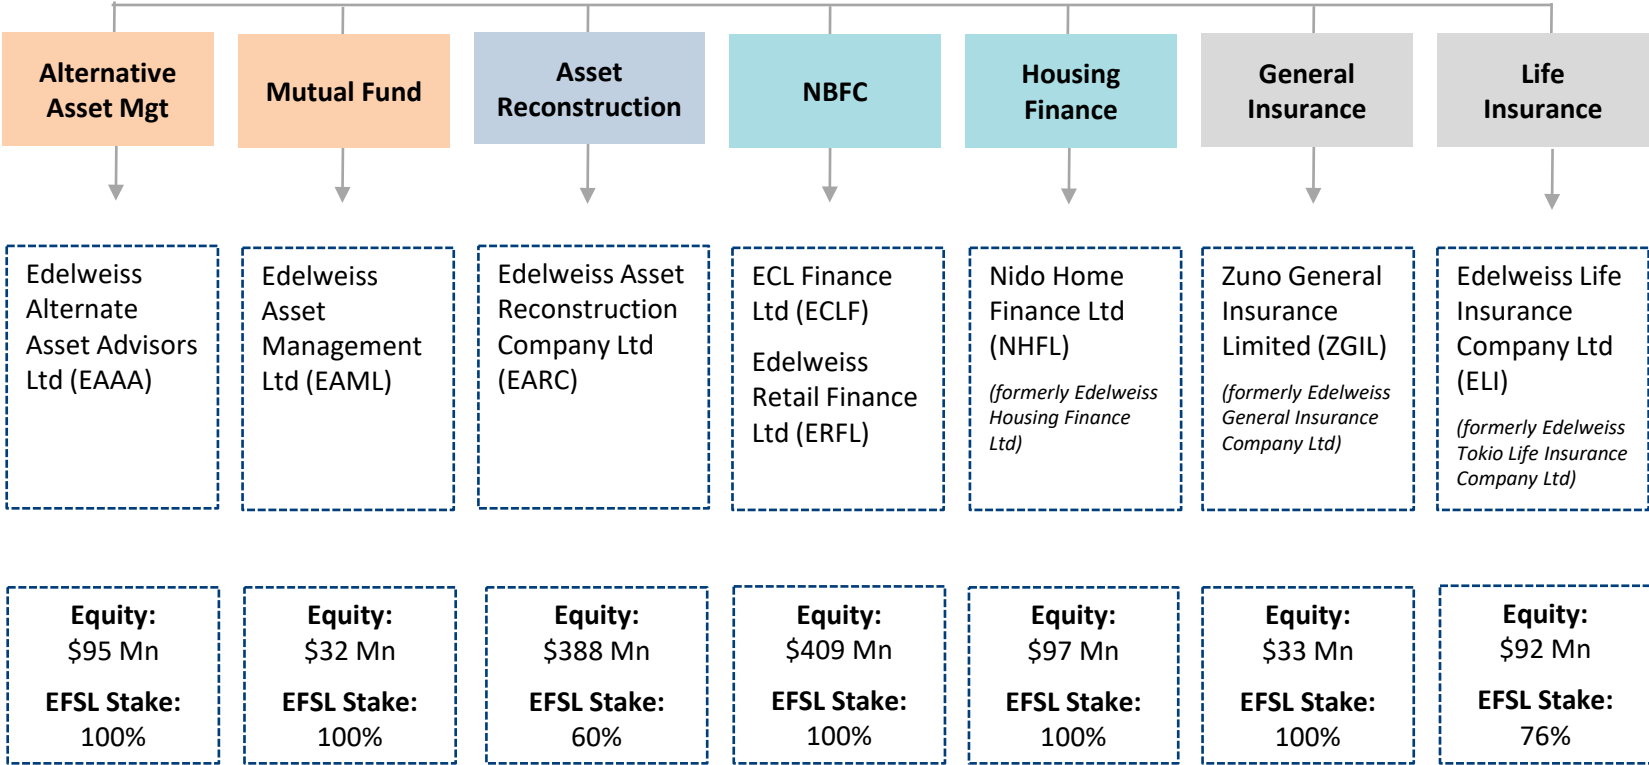 Alternative
Asset Mgt
Mutual Fund
Asset
Reconstruction
NBFC
Housing
Finance
General
Insurance
Life
Insurance
Edelweiss
Alternate
Asset Advisors
Ltd (EAAA)
Edelweiss
Asset
Management
Ltd (EAML)
Edelweiss Asset
Reconstruction
Company Ltd
(EARC)
ECL Finance
Ltd (ECLF)
Edelweiss
Retail Finance
Ltd (ERFL)
Nido Home
Finance Ltd
(NHFL)
(formerly Edelweiss
Housing Finance
Ltd)
Zuno General
Insurance
Limited (ZGIL)
(formerly Edelweiss
General Insurance
Company Ltd)
Edelweiss Life
Insurance
Company Ltd
(ELI)
(formerly Edelweiss
Tokio Life Insurance
Company Ltd)
Equity:
$95 Mn
EFSL Stake:
100%
Equity:
$32 Mn
EFSL Stake:
100%
Equity:
$388 Mn
EFSL Stake:
60%
Equity:
$409 Mn
EFSL Stake:
100%
Equity:
$97 Mn
EFSL Stake:
100%
Equity:
$33 Mn
EFSL Stake:
100%
Equity:
$92 Mn
EFSL Stake:
76%